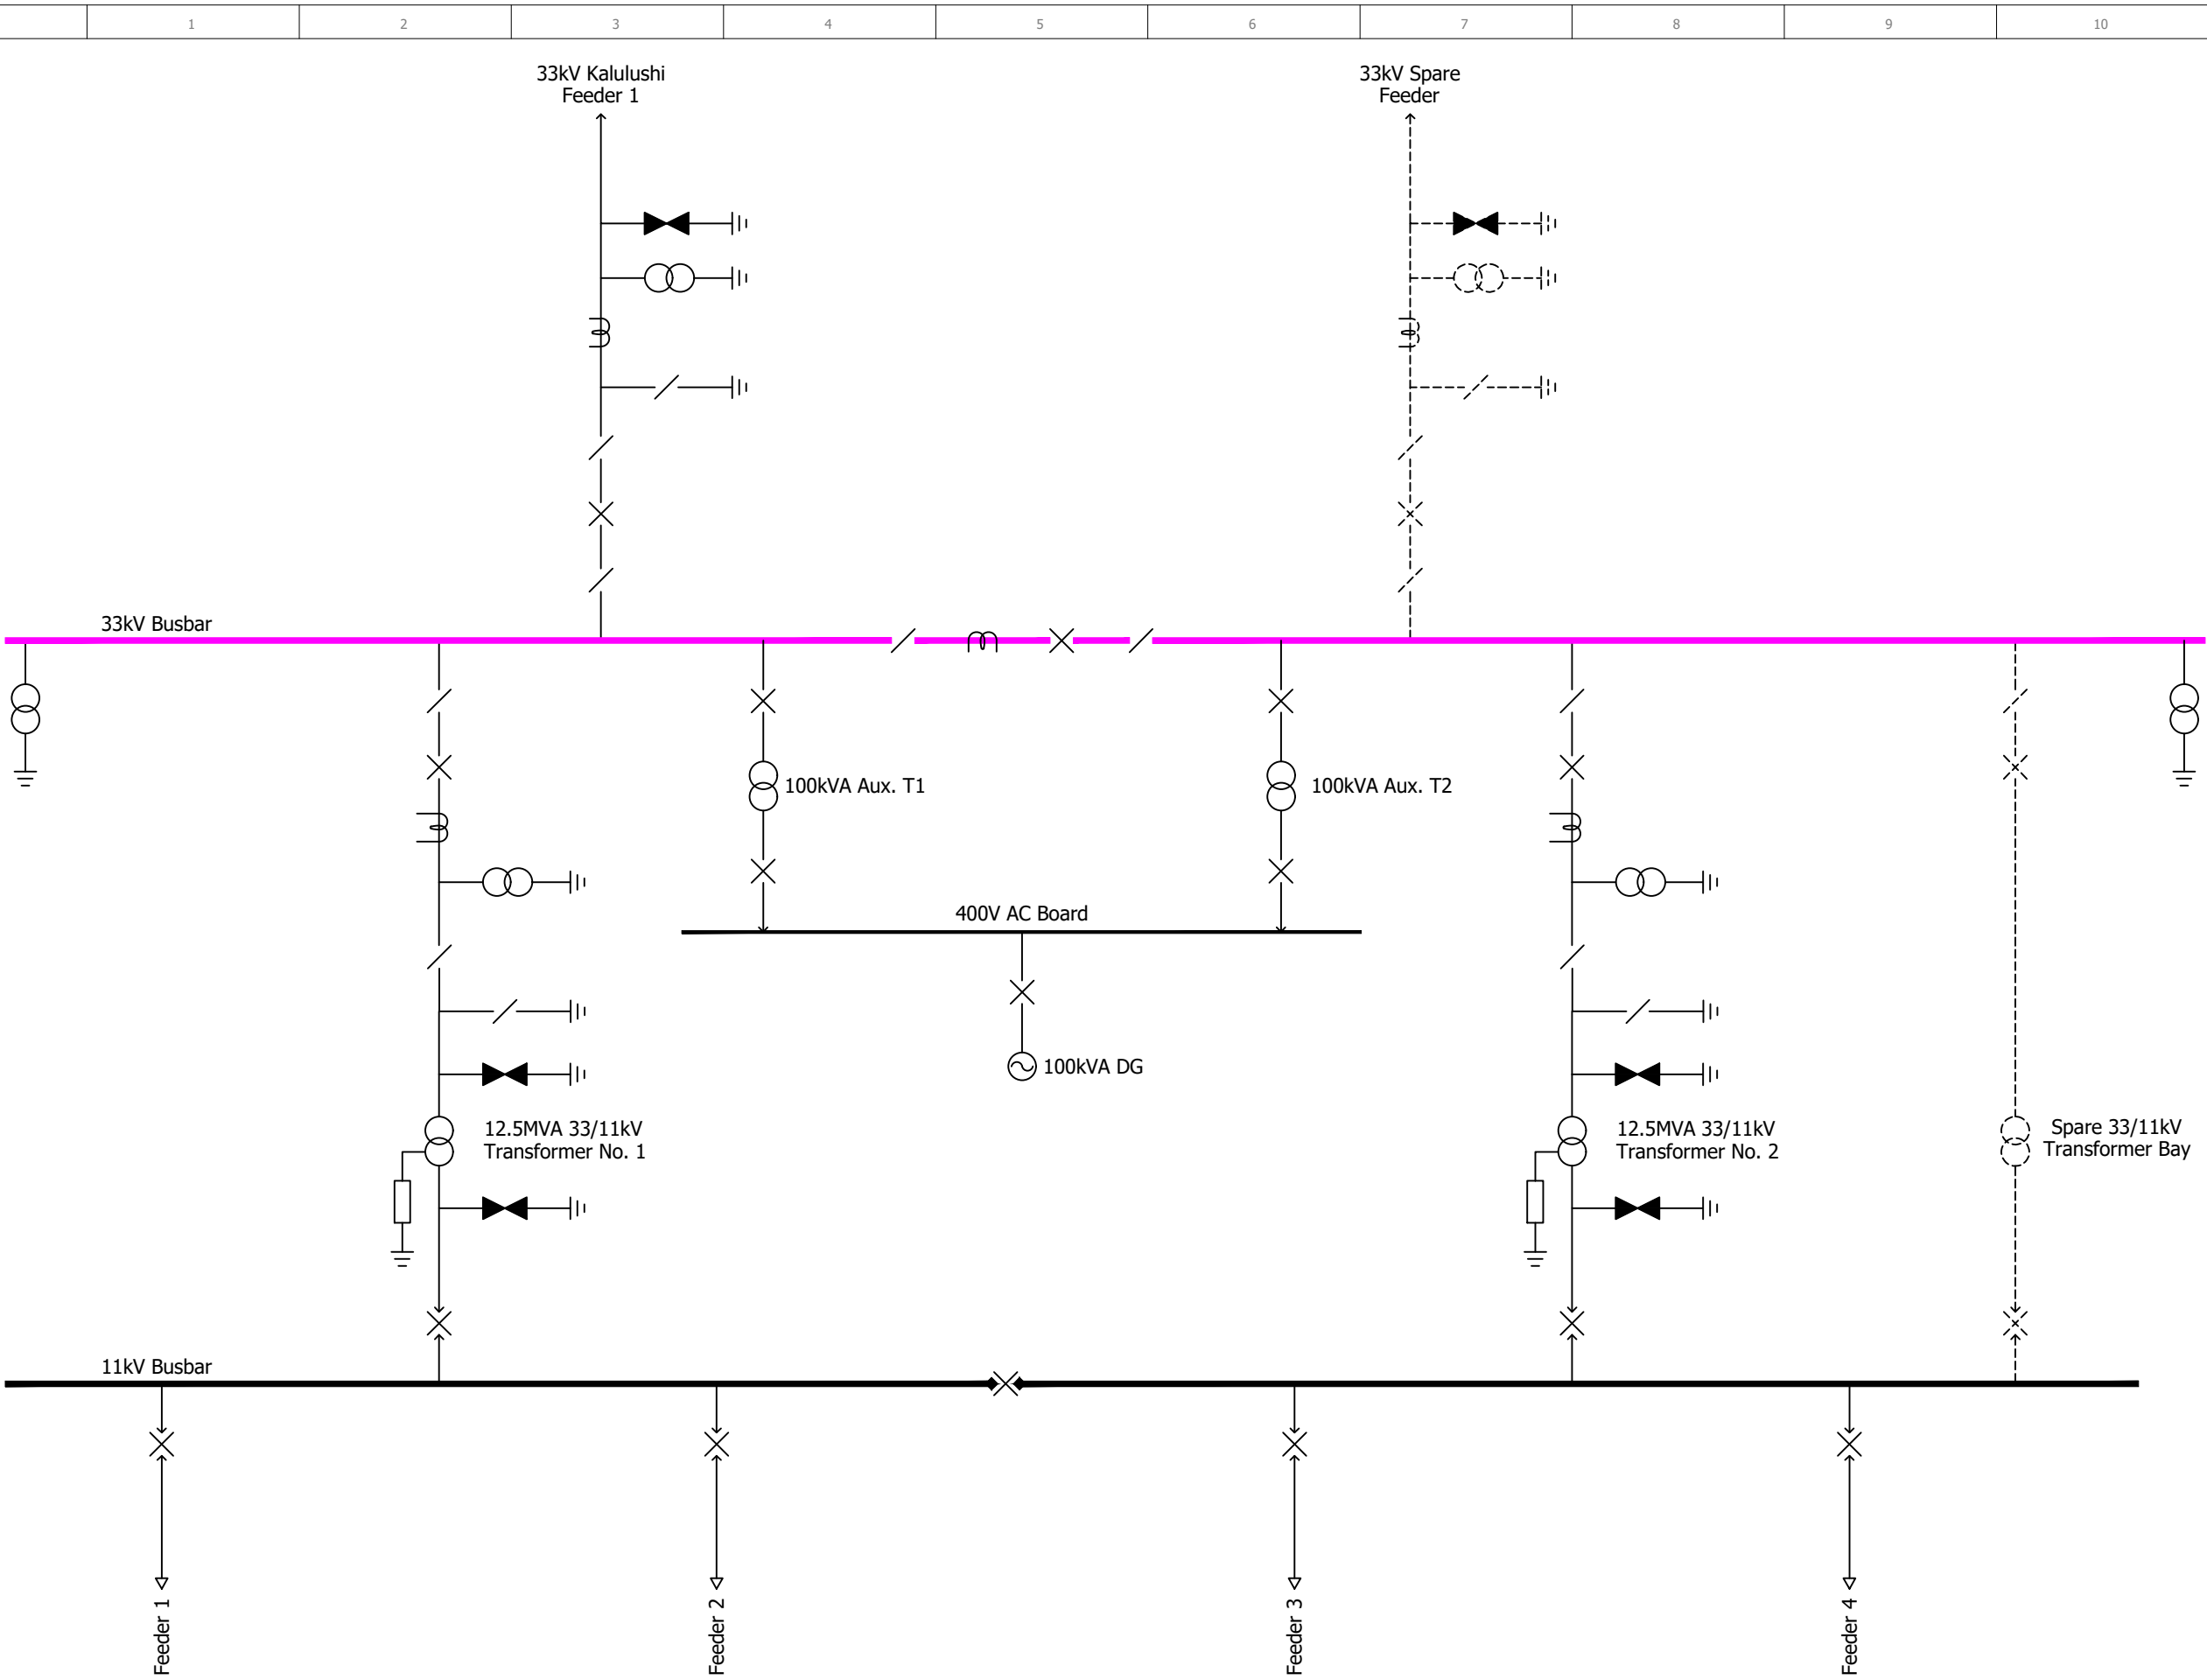 1 2 3 4 5 6 7 8 9 10
33kV Kalulushi
Feeder 1
33kV Spare
Feeder
33kV Busbar
100kVA Aux. T1
100kVA Aux. T2
400V AC Board
100kVA DG
12.5MVA 33/11kV
Transformer No. 1
12.5MVA 33/11kV
Transformer No. 2
Spare 33/11kV
Transformer Bay
11kV Busbar
Feeder 1
Feeder 2
Feeder 3
Feeder 4